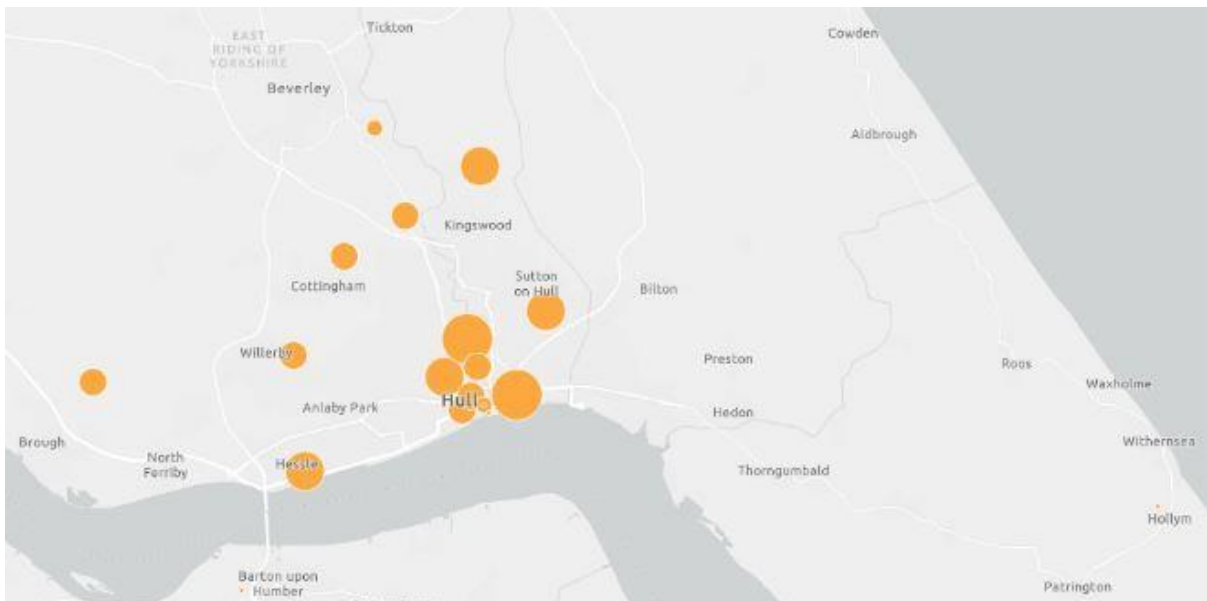 Tickton
EAST
RIDING OF
YORKSHIRE
Cowden
Beverley
Aldbrough
Kingswood
Sutton
on Hull
Cottingham
Bilton
Willerby
Preston
Roos
Waxholme
Hull
Anlaby Park
Hedon
Brough
Withernsea
North
Ferriby
Hessle
Thorngumbald
Hollym
Barton upon
Humber
Patrington